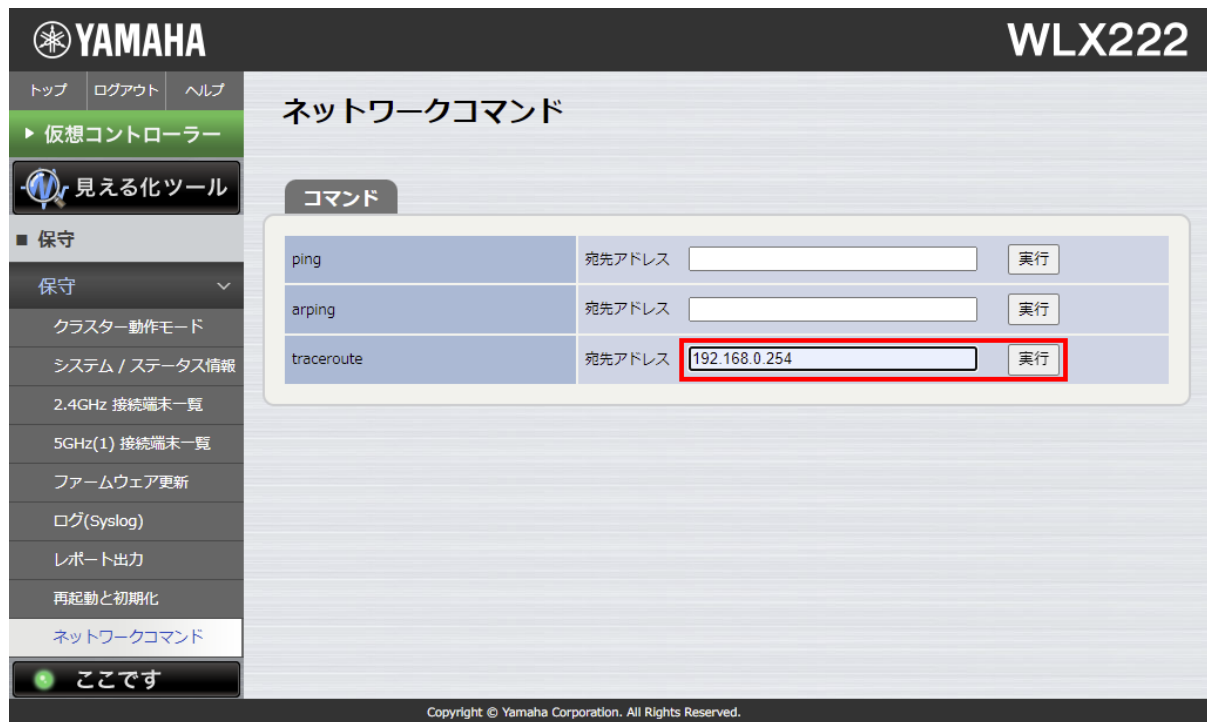 YAMAHA
WLX222
トップ ログアウト ヘルプ
仮想コントローラー
見える化ツール
■ 保守
保守
クラスター動作モード
システム / ステータス情報
2.4GHz 接続端末一覧
5GHz(1) 接続端末一覧
ファームウェア更新
ログ(Syslog)
レポート出力
再起動と初期化
ネットワークコマンド
ここです
ネットワークコマンド
コマンド
ping 宛先アドレス 実行
arping 宛先アドレス 実行
traceroute 宛先アドレス 192.168.0.254 実行
Copyright © Yamaha Corporation. All Rights Reserved.